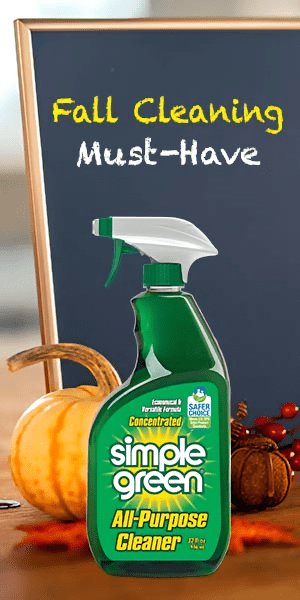 Fall Cleaning
Must-Have
Economical &
Versatile Formula
Concentrated
SAFER
CHOICE
simple
green
All-Purpose
Cleaner